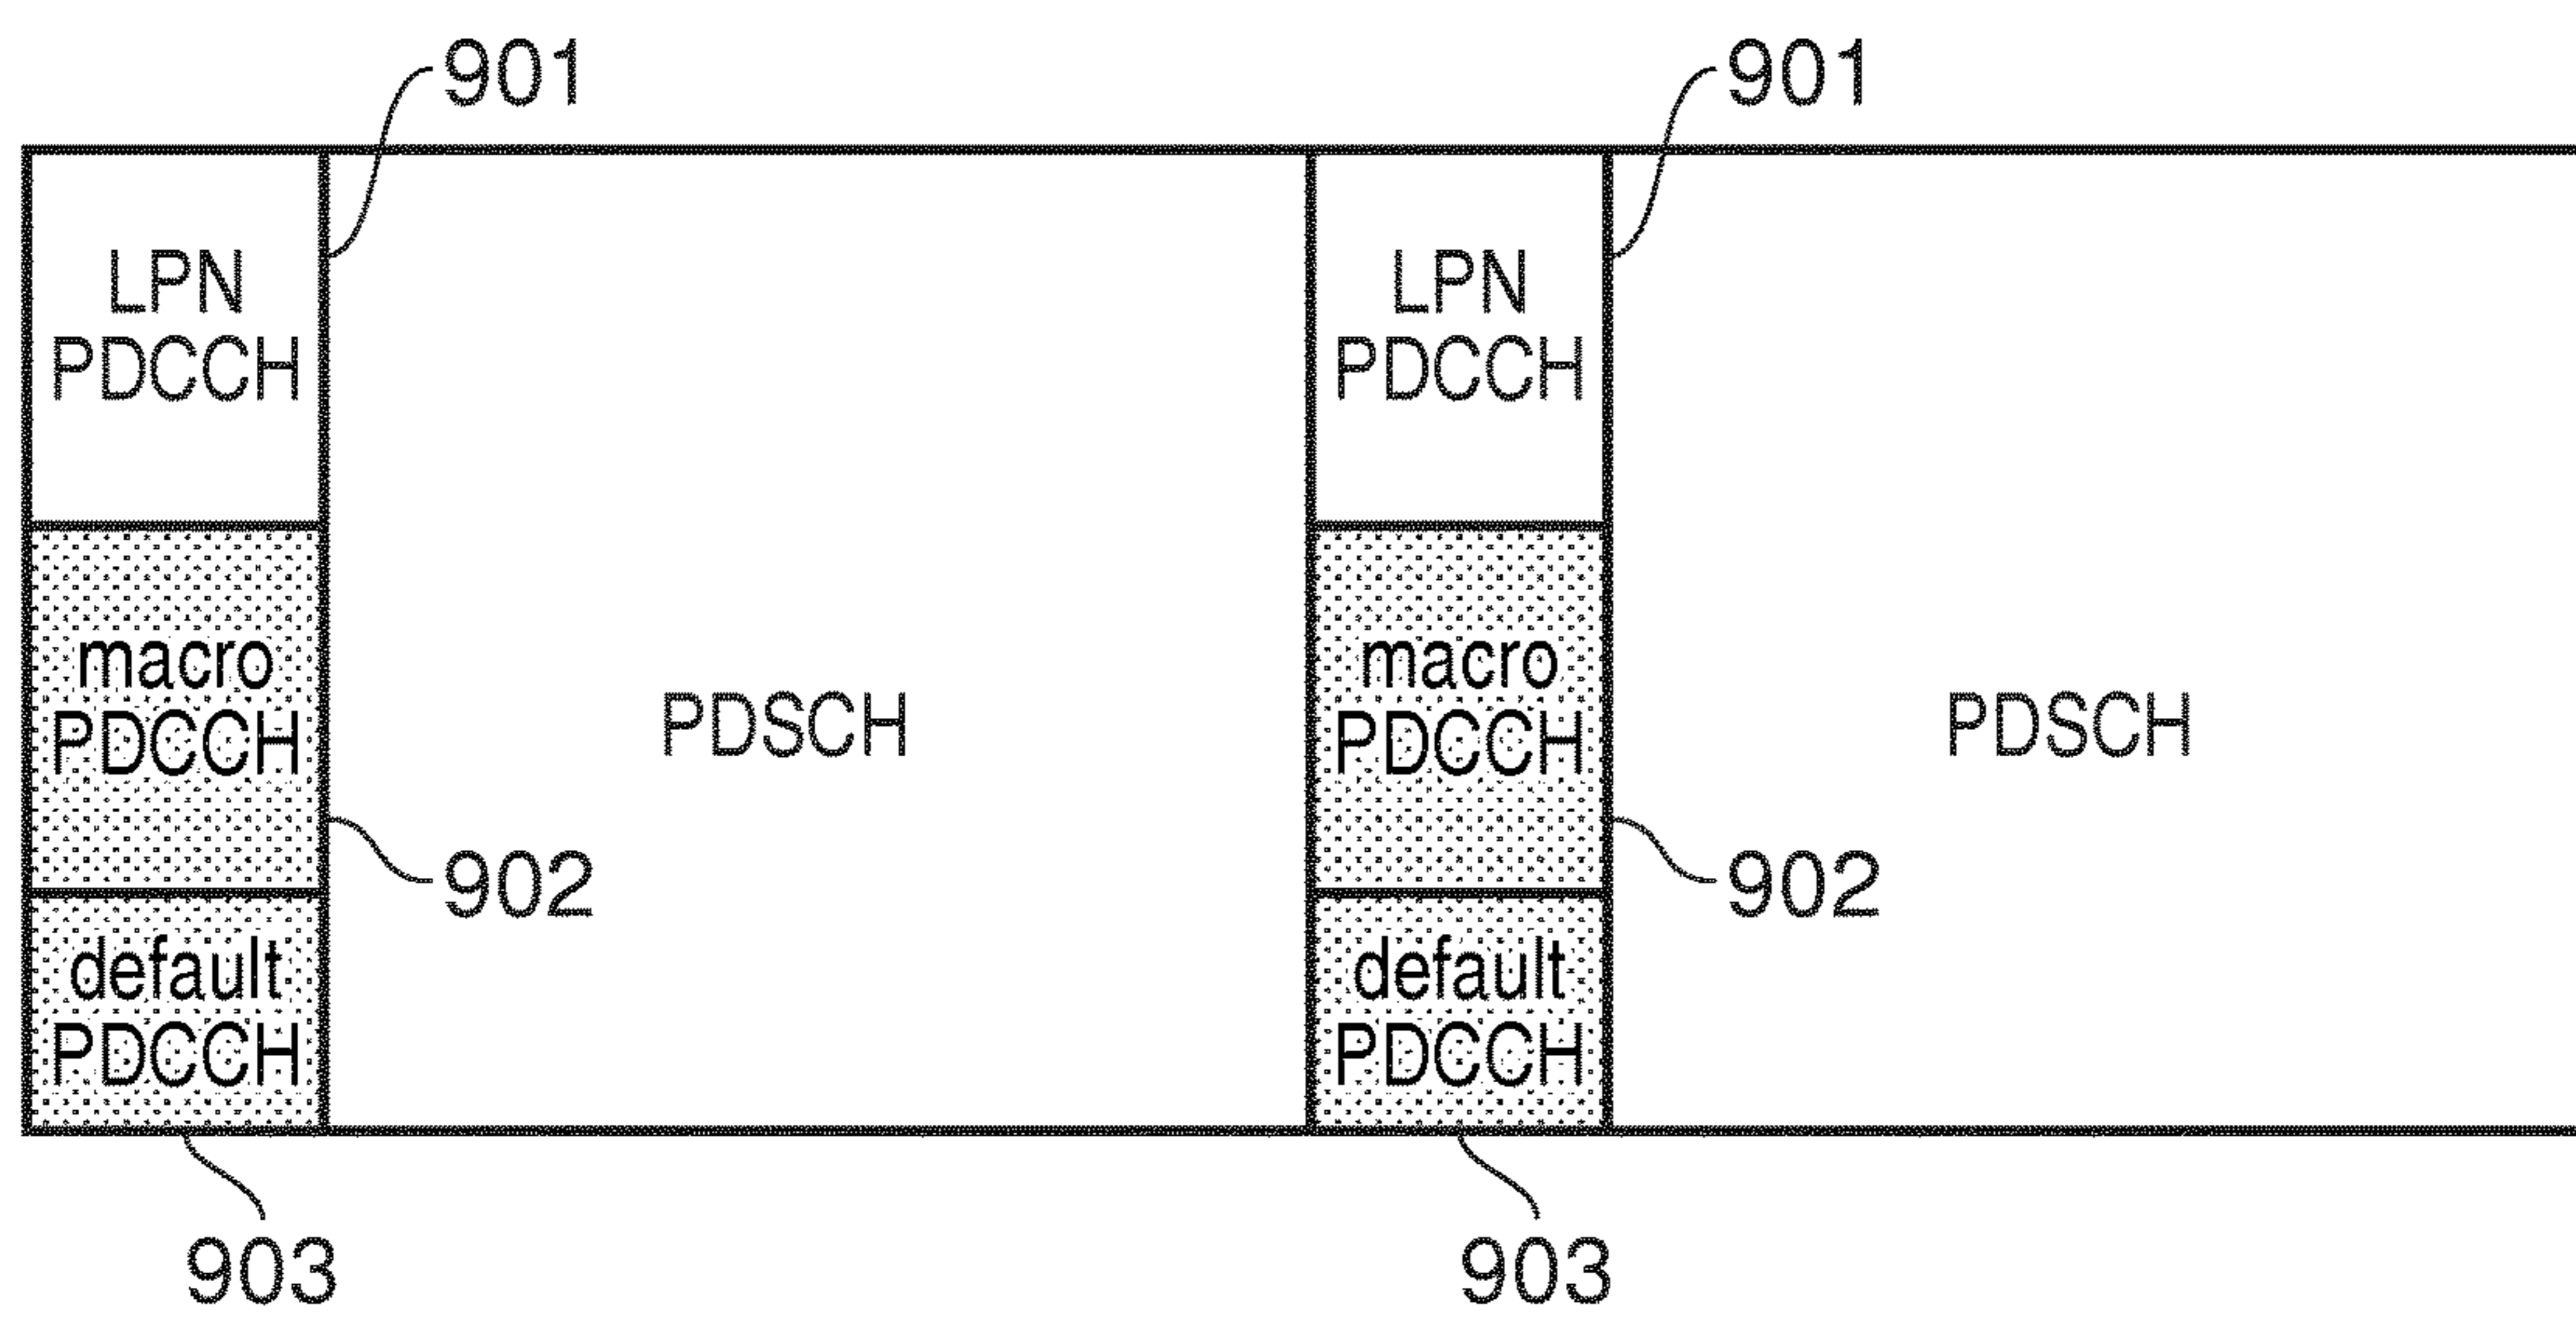 901
901
LPN
PDCCH
LPN
PDCCH
macro
PDCCH
PDSCH
macro
PDCCH
PDSCH
902
902
default
PDCCH
default
PDCCH
903
903